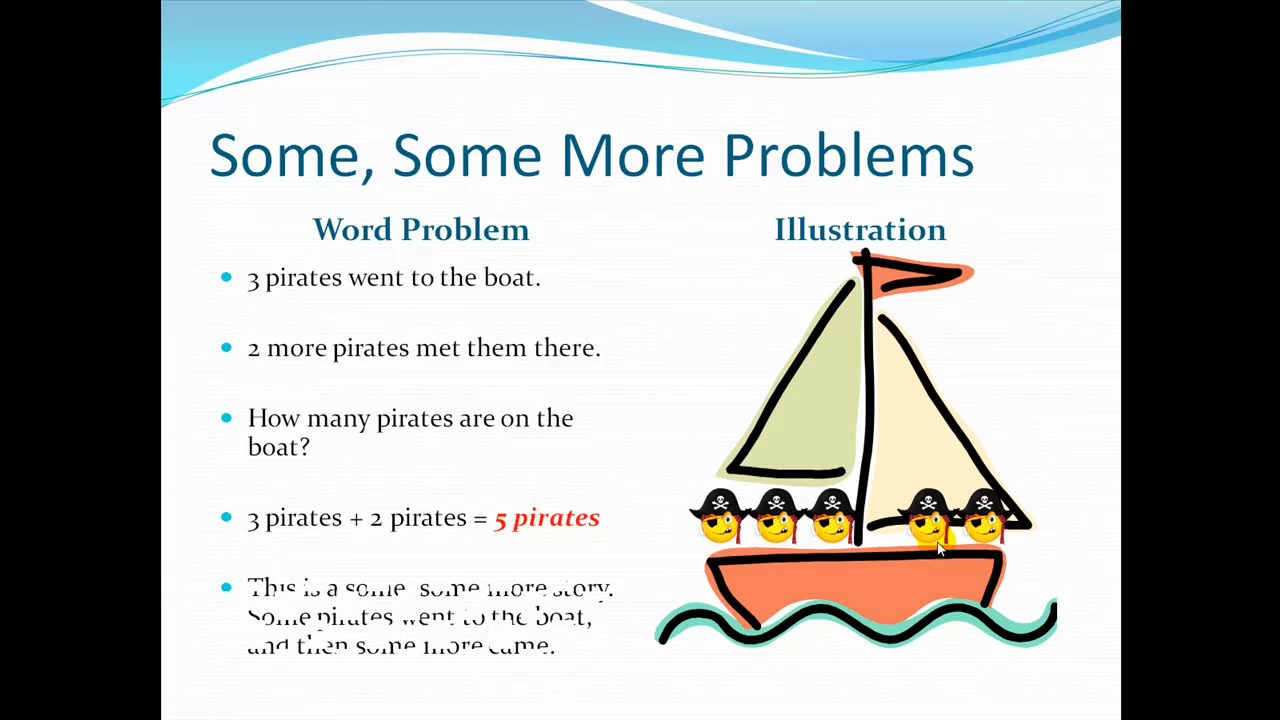 Some, Some More Problems
Word Problem
Illustration
3 pirates went to the boat.
2 more pirates met them there.
How many pirates are on the
boat?
3 pirates + 2 pirates = 5 pirates
This is a some, some more story.
Some pirates went to the boat,
and then some more came.